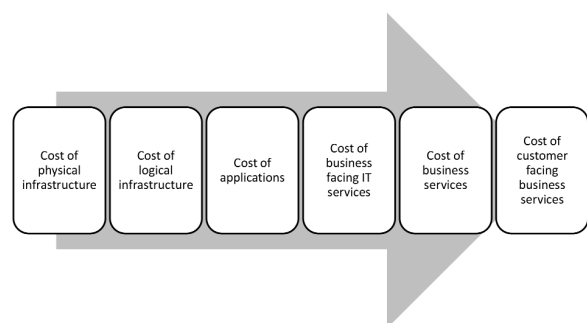 Cost of
physical
infrastructure
Cost of
logical
infrastructure
Cost of
applications
Cost of
business
facing IT
services
Cost of
business
services
Cost of
customer
facing
business
services